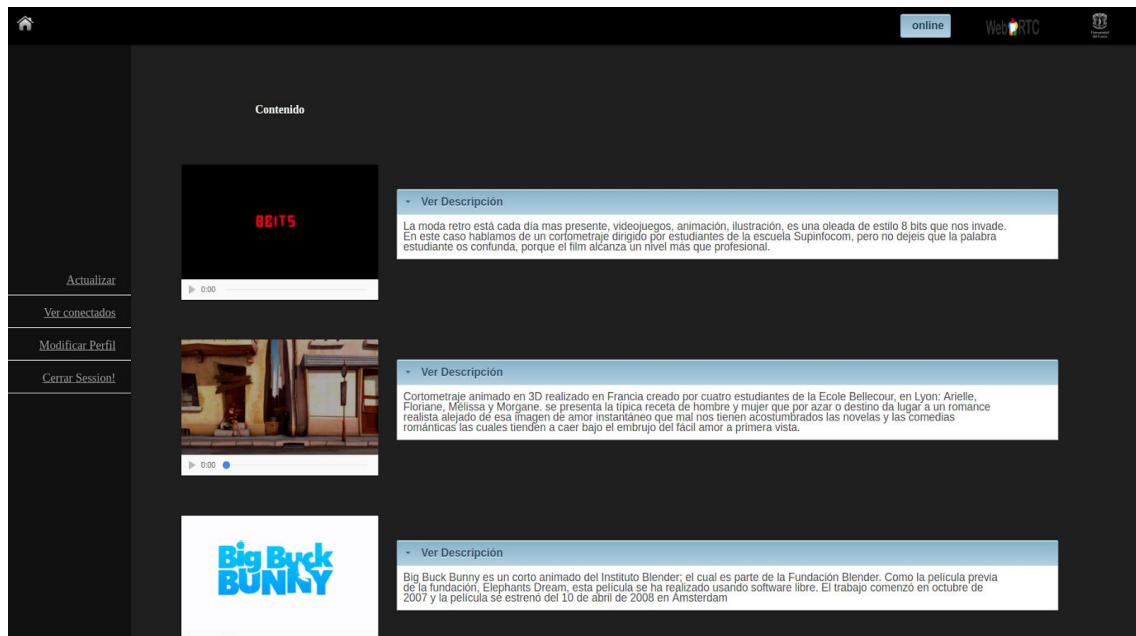 online
WebRTC
Contenido
8BITS
Ver Descripción
La moda retro está cada día mas presente, videojuegos, animación, ilustración, es una oleada de estilo 8 bits que nos invade.
En este caso hablamos de un cortometraje dirigido por estudiantes de la escuela Supinfocom, pero no dejeis que la palabra
estudiante os confunda, porque el film alcanza un nivel más que profesional.
0:00
Actualizar
Ver conectados
Modificar Perfil
Cerrar Session!
Ver Descripción
Cortometraje animado en 3D realizado en Francia creado por cuatro estudiantes de la Ecole Bellecour, en Lyon: Arielle,
Floriane, Mélissa y Morgane. se presenta la típica receta de hombre y mujer que por azar o destino da lugar a un romance
realista alejado de esa imagen de amor instantáneo que mal nos tienen acostumbrados las novelas y las comedias
románticas las cuales tienden a caer bajo el embrujo del fácil amor a primera vista.
0:00
Big Buck
BUNNY
Ver Descripción
Big Buck Bunny es un corto animado del Instituto Blender; el cual es parte de la Fundación Blender. Como la película previa
de la fundación, Elephants Dream, esta película se ha realizado usando software libre. El trabajo comenzó en octubre de
2007 y la película se estrenó del 10 de abril de 2008 en Ámsterdam